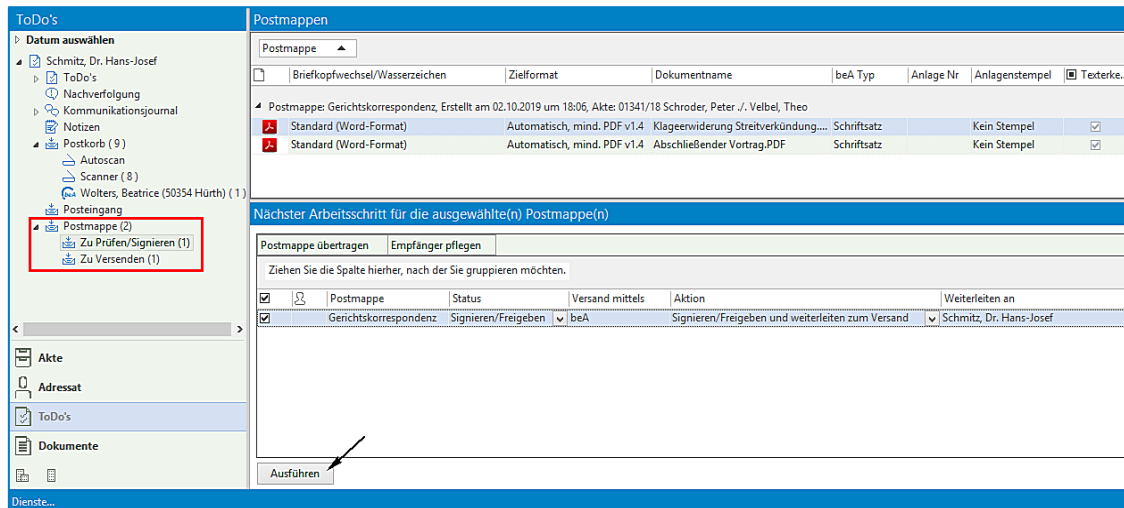 ToDo's
Datum auswählen
Schmitz, Dr. Hans-Josef
ToDo's
Nachverfolgung
Kommunikationsjournal
Notizen
Postkorb ( 9 )
Autoscan
Scanner ( 8 )
beA Wolters, Beatrice (50354 Hürth) ( 1 )
Posteingang
Postmappe (2)
Zu Prüfen/Signieren (1)
Zu Versenden (1)
Akte
Adressat
ToDo's
Dokumente
Dienste...
Postmappen
Postmappe
Briefkopfwechsel/Wasserzeichen Zielformat Dokumentname beA Typ Anlage Nr Anlagenstempel Texterke...
Postmappe: Gerichtskorrespondenz, Erstellt am 02.10.2019 um 18:06, Akte: 01341/18 Schroder, Peter ./. Velbel, Theo
Standard (Word-Format) Automatisch, mind. PDF v1.4 Klageerwiderung Streitverkündung.... Schriftsatz Kein Stempel
Standard (Word-Format) Automatisch, mind. PDF v1.4 Abschließender Vortrag.PDF Schriftsatz Kein Stempel
Nächster Arbeitsschritt für die ausgewählte(n) Postmappe(n)
Postmappe übertragen Empfänger pflegen
Ziehen Sie die Spalte hierher, nach der Sie gruppieren möchten.
Postmappe Status Versand mittels Aktion Weiterleiten an
Gerichtskorrespondenz Signieren/Freigeben beA Signieren/Freigeben und weiterleiten zum Versand Schmitz, Dr. Hans-Josef
Ausführen